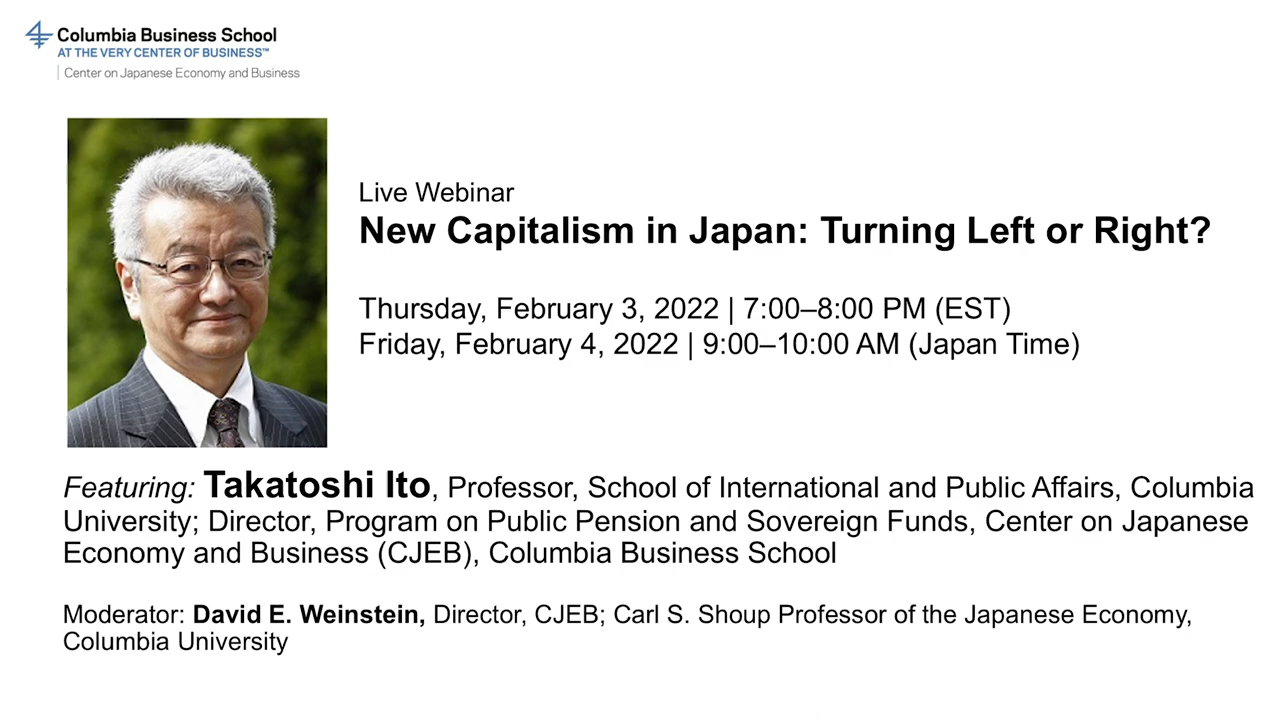 Columbia Business School
AT THE VERY CENTER OF BUSINESS™
Center on Japanese Economy and Business
Live Webinar
New Capitalism in Japan: Turning Left or Right?
Thursday, February 3, 2022 | 7:00–8:00 PM (EST)
Friday, February 4, 2022 | 9:00–10:00 AM (Japan Time)
Featuring: Takatoshi Ito, Professor, School of International and Public Affairs, Columbia
University; Director, Program on Public Pension and Sovereign Funds, Center on Japanese
Economy and Business (CJEB), Columbia Business School
Moderator: David E. Weinstein, Director, CJEB; Carl S. Shoup Professor of the Japanese Economy,
Columbia University